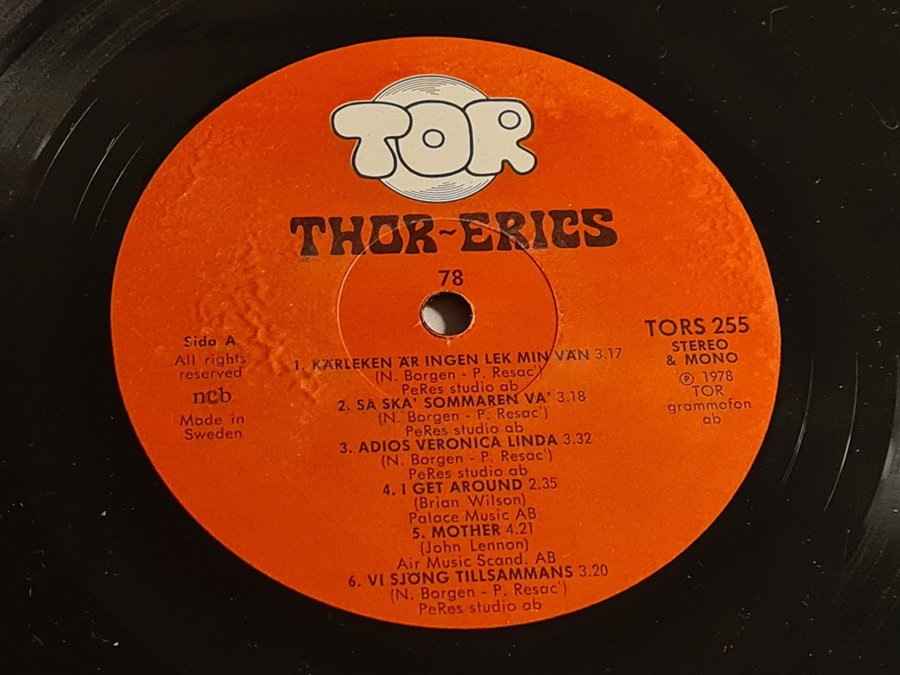 TOR
THOR~ERICS
78
Sida A
All rights
reserved
ncb
Made in
Sweden
TORS 255
STEREO
& MONO
℗ 1978
TOR
grammofon
ab
1. KÄRLEKEN ÄR INGEN LEK MIN VÄN 3.17
(N. Borgen - P. Resac')
PeRes studio ab
2. SÅ SKA' SOMMAREN VA' 3.18
(N. Borgen - P. Resac')
PeRes studio ab
3. ADIOS VERONICA LINDA 3.32
(N. Borgen - P. Resac')
PeRes studio ab
4. I GET AROUND 2.35
(Brian Wilson)
Palace Music AB
5. MOTHER 4.21
(John Lennon)
Air Music Scand. AB
6. VI SJÖNG TILLSAMMANS 3.20
(N. Borgen - P. Resac')
PeRes studio ab